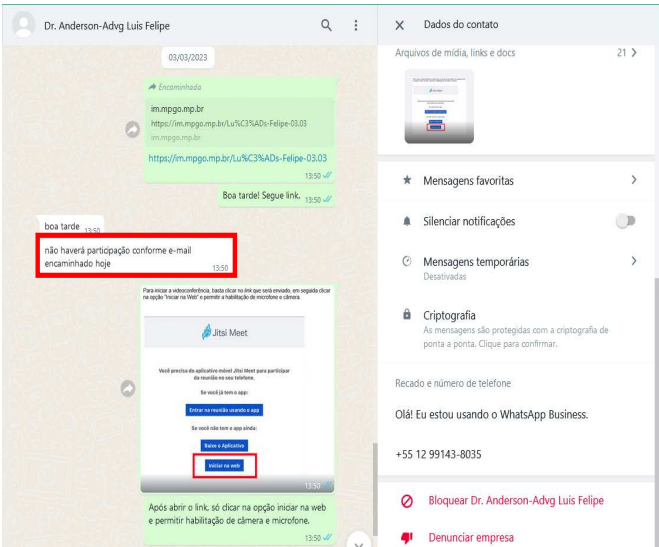 Dr. Anderson-Advg Luis Felipe
03/03/2023
Encaminhada
im.mpgo.mp.br
https://im.mpgo.mp.br/Lu%C3%ADs-Felipe-03.03
im.mpgo.mp.br
https://im.mpgo.mp.br/Lu%C3%ADs-Felipe-03.03
13:50
Boa tarde! Segue link.
13:50
boa tarde
13:50
não haverá participação conforme e-mail
encaminhado hoje
13:50
Para iniciar a videoconferência, basta clicar no link que será enviado, em seguida clicar
na opção "Iniciar na Web" e permitir a habilitação de microfone e câmera.
Jitsi Meet
Você precisa do aplicativo móvel Jitsi Meet para participar
da reunião no seu telefone.
Se você já tem o app:
Entrar na reunião usando o app
Se você não tem o app ainda:
Baixe o Aplicativo
Iniciar na web
13:50
Após abrir o link, só clicar na opção iniciar na web
e permitir habilitação de câmera e microfone.
13:50
Dados do contato
Arquivos de mídia, links e docs
21
Mensagens favoritas
Silenciar notificações
Mensagens temporárias
Desativadas
Criptografia
As mensagens são protegidas com a criptografia de
ponta a ponta. Clique para confirmar.
Recado e número de telefone
Olá! Eu estou usando o WhatsApp Business.
+55 12 99143-8035
Bloquear Dr. Anderson-Advg Luis Felipe
Denunciar empresa